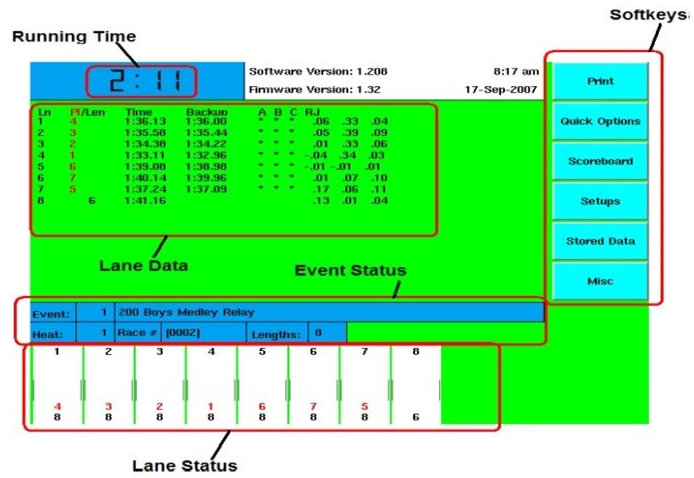 Softkeys
Running Time
2:11
Software Version: 1.208 8:17 am
Firmware Version: 1.32 17-Sep-2007
Print
Quick Options
Scoreboard
Setups
Stored Data
Misc
Ln Pl/Len Time Backup A B C RJ
1 4 1:36.13 1:36.00 * * * .06 .33 .04
2 3 1:35.58 1:35.44 * * * .05 .39 .09
3 2 1:34.38 1:34.22 * * * .01 .33 .06
4 1 1:33.11 1:32.96 * * * -.04 .34 .03
5 6 1:39.08 1:38.98 * * * -.01 -.01 .01
6 7 1:40.14 1:39.96 * * * .01 .07 .10
7 5 1:37.24 1:37.09 * * * .17 .06 .11
8 6 1:41.16 .13 .01 .04
Lane Data
Event Status
Event: 1 200 Boys Medley Relay
Heat: 1 Race # [0002] Lengths: 8
1 2 3 4 5 6 7 8
4 3 2 1 6 7 5
8 8 8 8 8 8 8 6
Lane Status